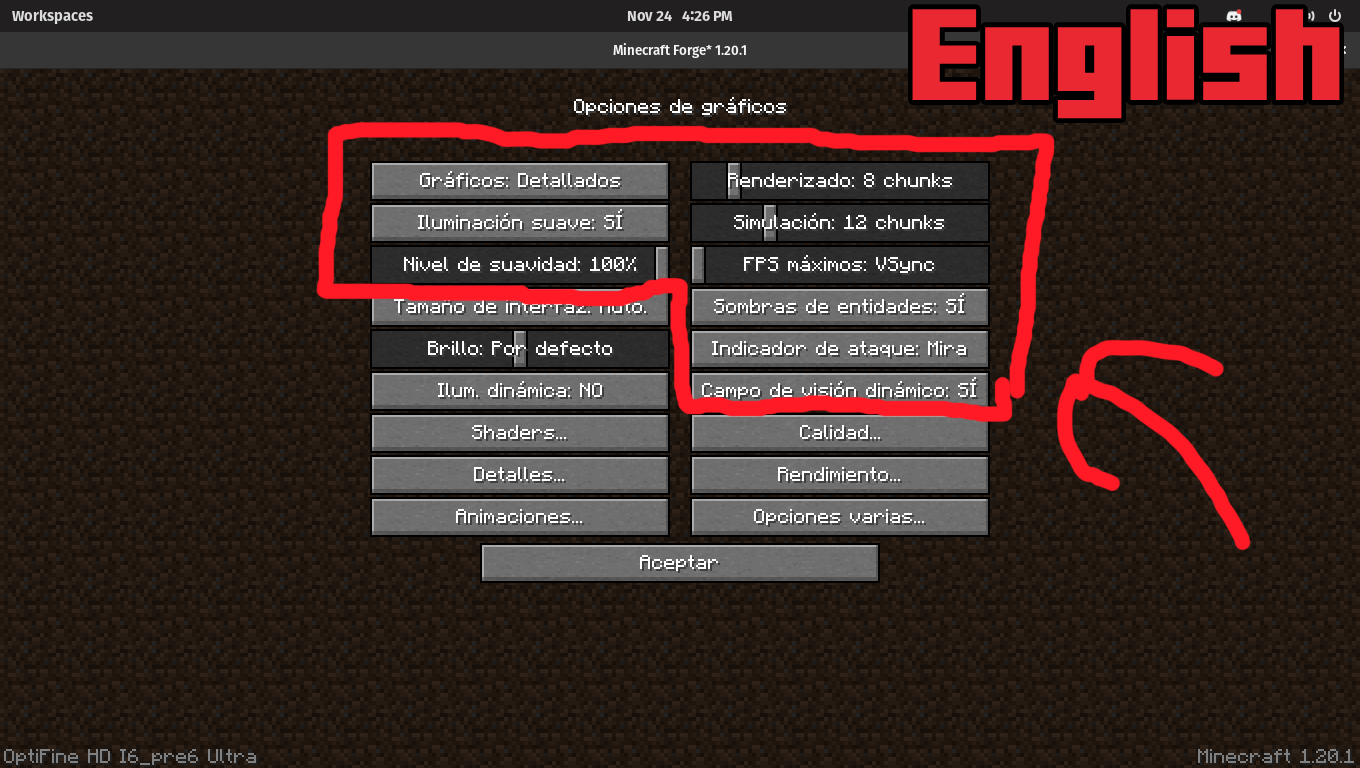 Workspaces
Nov 24 4:26 PM
Minecraft Forge* 1.20.1
English
Opciones de gráficos
Gráficos: Detallados
Renderizado: 8 chunks
Iluminación suave: SÍ
Simulación: 12 chunks
Nivel de suavidad: 100%
FPS máximos: VSync
Tamaño de interfaz: Auto.
Sombras de entidades: SÍ
Brillo: Por defecto
Indicador de ataque: Mira
Ilum. dinámica: NO
Campo de visión dinámico: SÍ
Shaders...
Calidad...
Detalles...
Rendimiento...
Animaciones...
Opciones varias...
Aceptar
OptiFine HD I6_pre6 Ultra
Minecraft 1.20.1